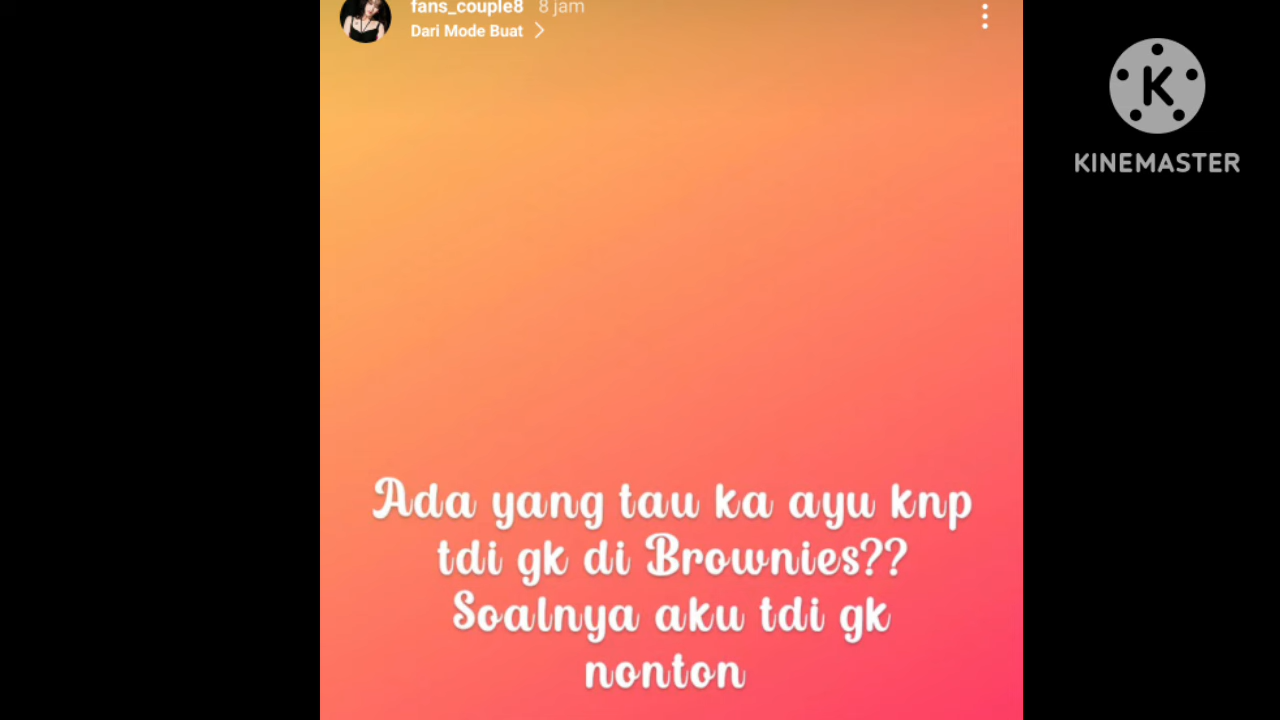 fans_couple8 8 jam
Dari Mode Buat
KINEMASTER
Ada yang tau ka ayu knp
tdi gk di Brownies??
Soalnya aku tdi gk
nonton